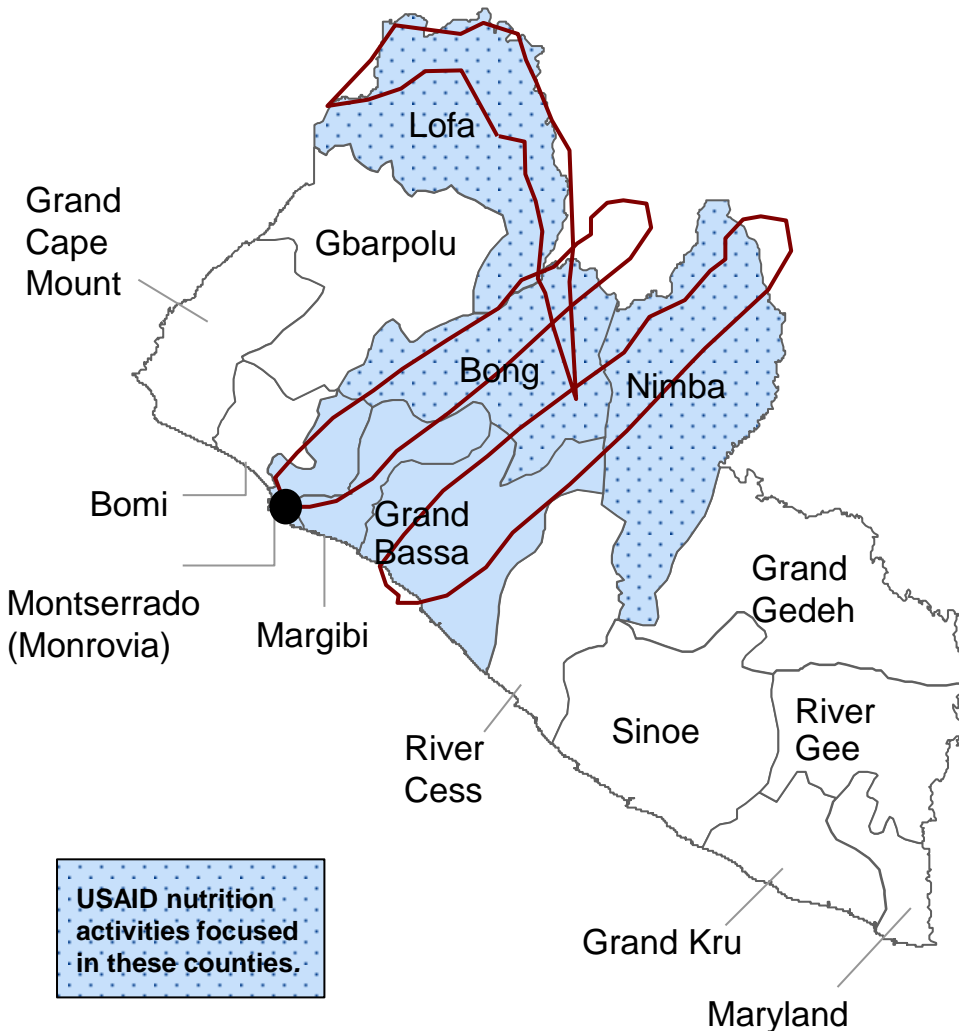 Lofa
Grand
Cape
Mount
Gbarpolu
Bong
Nimba
Bomi
Grand
Bassa
Montserrado
(Monrovia)
Margibi
Grand
Gedeh
River
Cess
Sinoe
River
Gee
USAID nutrition
activities focused
in these counties.
Grand Kru
Maryland